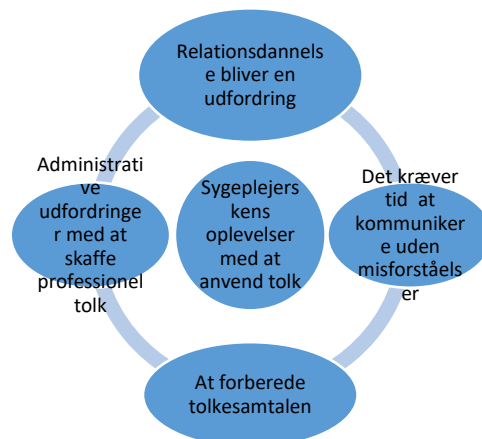 Relationsdannels
e bliver en
udfordring
Administrati
ve
udfordringe
r med at
skaffe
professionel
tolk
Sygeplejers
kens
oplevelser
med at
anvend tolk
Det kræver
tid at
kommuniker
e uden
misforståels
er
At forberede
tolkesamtalen